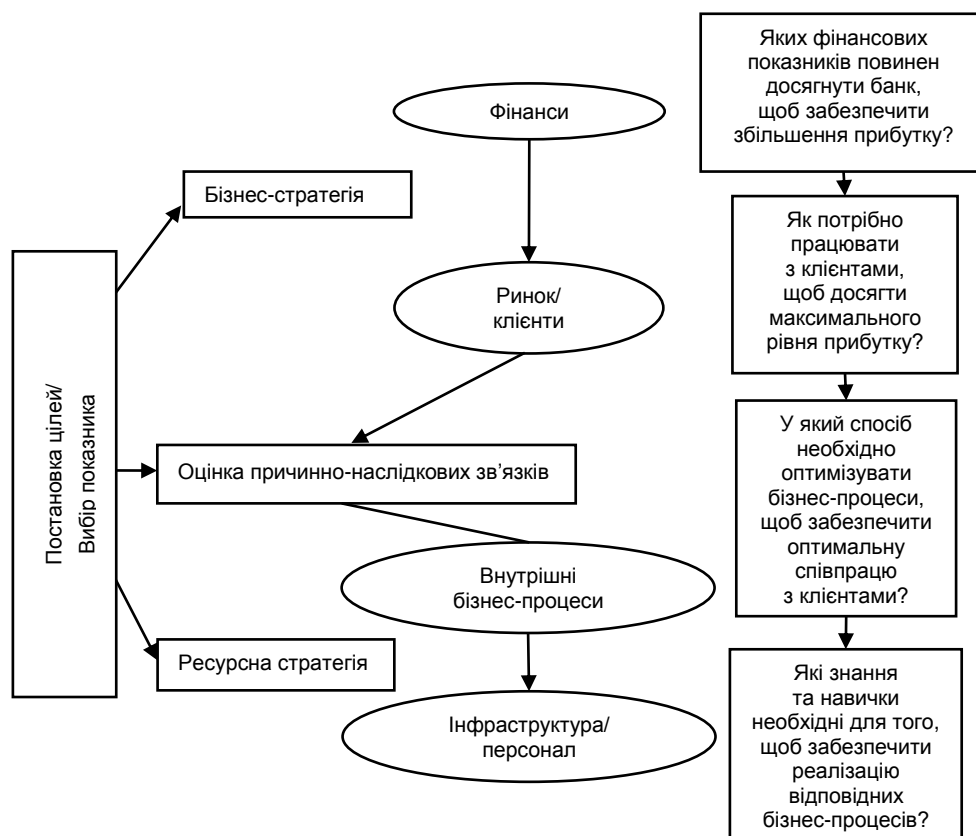 Постановка цілей/
Вибір показника
Бізнес-стратегія
Оцінка причинно-наслідкових зв’язків
Ресурсна стратегія
Фінанси
Ринок/
клієнти
Внутрішні
бізнес-процеси
Інфраструктура/
персонал
Яких фінансових
показників повинен
досягнути банк,
щоб забезпечити
збільшення прибутку?
Як потрібно
працювати
з клієнтами,
щоб досягти
максимального
рівня прибутку?
У який спосіб
необхідно
оптимізувати
бізнес-процеси,
щоб забезпечити
оптимальну
співпрацю
з клієнтами?
Які знання
та навички
необхідні для того,
щоб забезпечити
реалізацію
відповідних
бізнес-процесів?